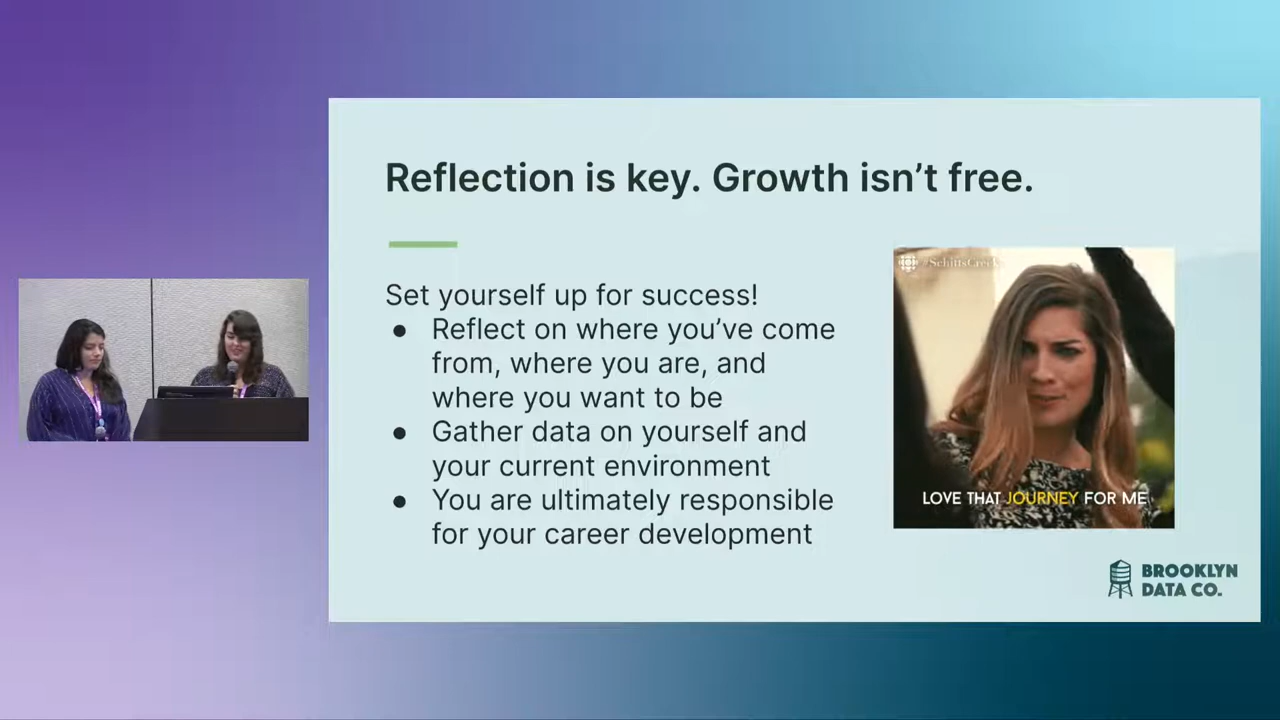 Reflection is key. Growth isn’t free.
Set yourself up for success!
● Reflect on where you’ve come
from, where you are, and
where you want to be
● Gather data on yourself and
your current environment
● You are ultimately responsible
for your career development
#SchittsCreek
LOVE THAT JOURNEY FOR ME
BROOKLYN
DATA CO.